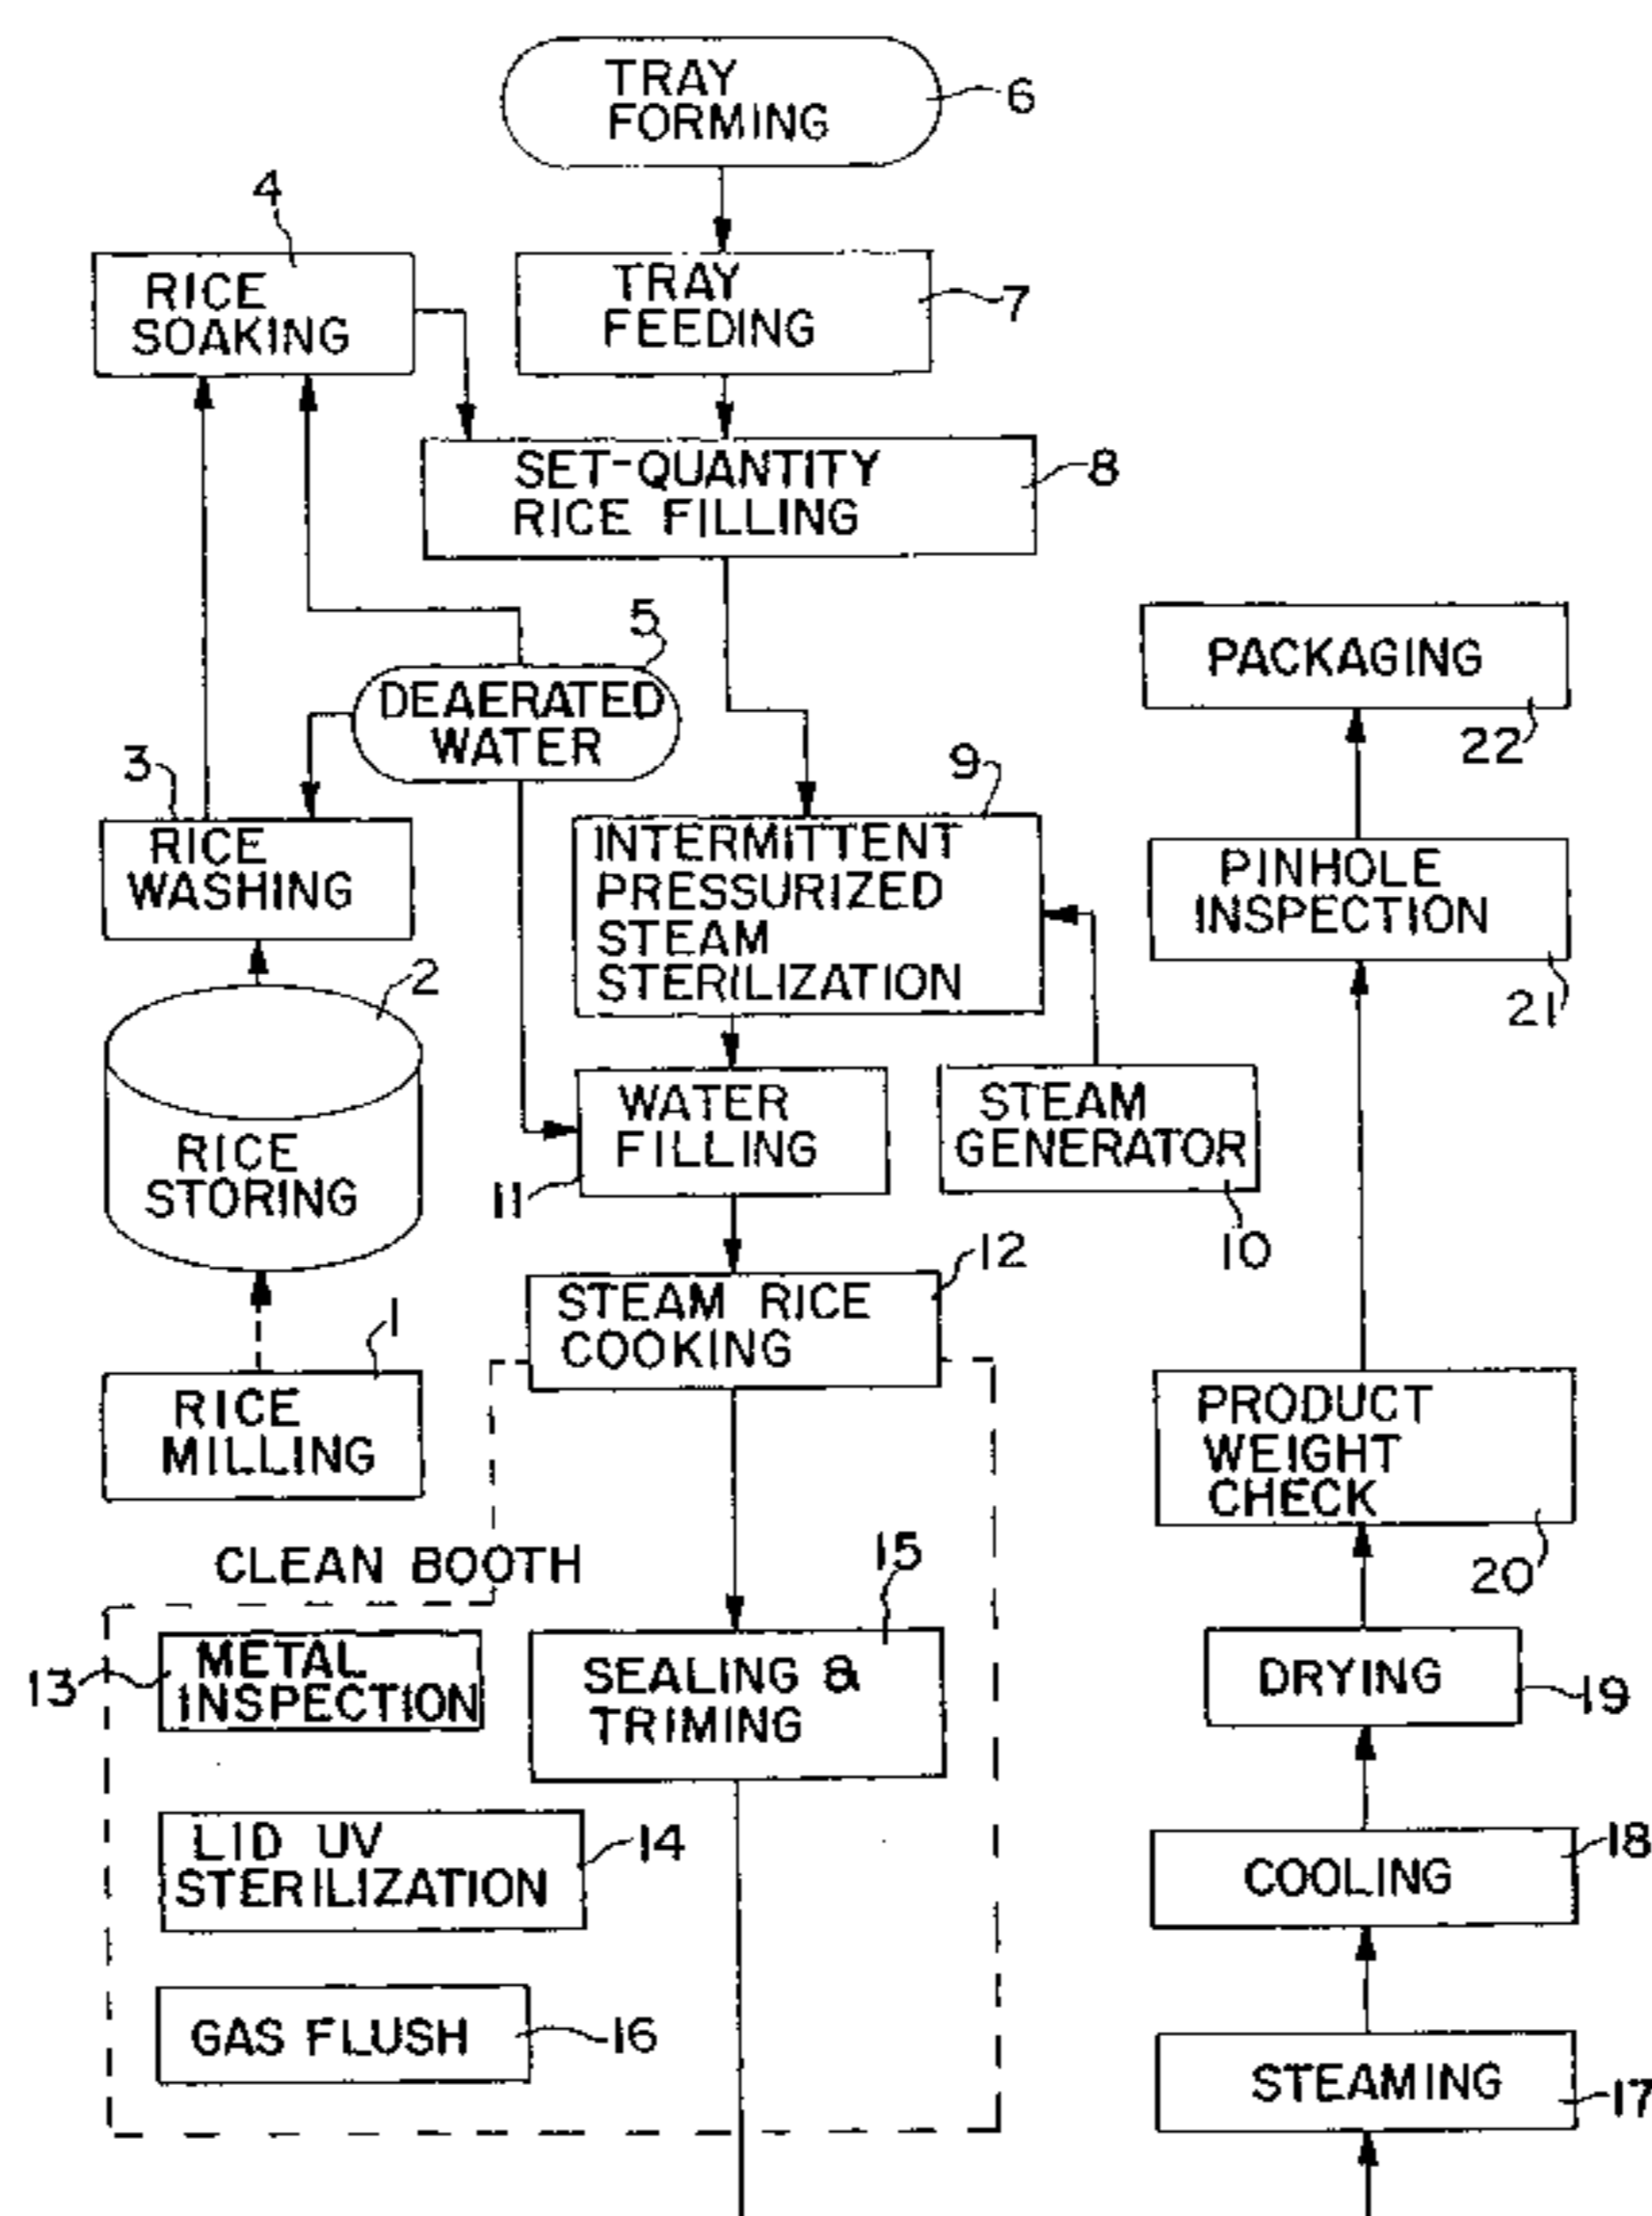 TRAY
FORMING
6
4
RICE
SOAKING
TRAY
FEEDING
7
SET-QUANTITY
RICE FILLING
8
5
DEAERATED
WATER
PACKAGING
22
3
RICE
WASHING
9
INTERMITTENT
PRESSURIZED
STEAM
STERILIZATION
PINHOLE
INSPECTION
21
2
RICE
STORING
WATER
FILLING
11
STEAM
GENERATOR
10
12
STEAM RICE
COOKING
1
RICE
MILLING
PRODUCT
WEIGHT
CHECK
20
CLEAN BOOTH
15
13
METAL
INSPECTION
SEALING &
TRIMING
DRYING
19
LID UV
STERILIZATION
14
COOLING
18
GAS FLUSH
16
STEAMING
17